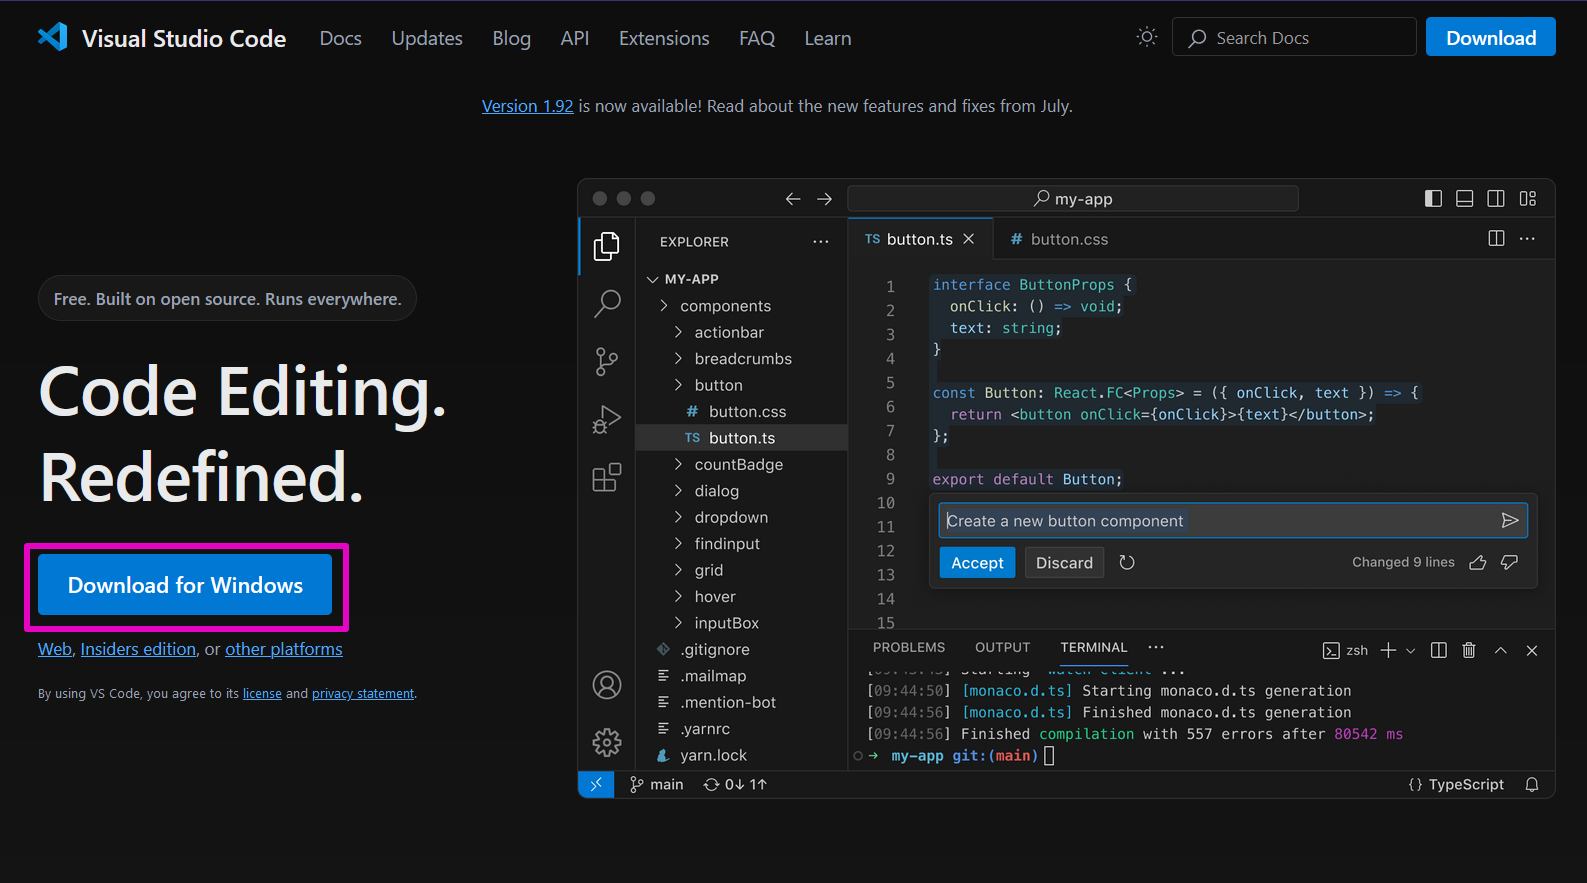 Visual Studio Code Docs Updates Blog API Extensions FAQ Learn Search Docs Download
Version 1.92 is now available! Read about the new features and fixes from July.
Free. Built on open source. Runs everywhere.
Code Editing.
Redefined.
Download for Windows
Web, Insiders edition, or other platforms
By using VS Code, you agree to its license and privacy statement.
my-app
EXPLORER
MY-APP
components
actionbar
breadcrumbs
button
# button.css
TS button.ts
countBadge
dialog
dropdown
findinput
grid
hover
inputBox
.gitignore
.mailmap
.mention-bot
.yarnrc
yarn.lock
TS button.ts # button.css
1 interface ButtonProps {
2 onClick: () => void;
3 text: string;
4 }
5
6 const Button: React.FC<Props> = ({ onClick, text }) => {
7 return <button onClick={onClick}>{text}</button>;
8 };
9 export default Button;
10
11
12
13
14
15
Create a new button component
Accept Discard Changed 9 lines
PROBLEMS OUTPUT TERMINAL zsh
Starting watch-client ...
[09:44:50] [monaco.d.ts] Starting monaco.d.ts generation
[09:44:56] [monaco.d.ts] Finished monaco.d.ts generation
[09:44:56] Finished compilation with 557 errors after 80542 ms
my-app git:(main)
main 0↓ 1↑ {} TypeScript